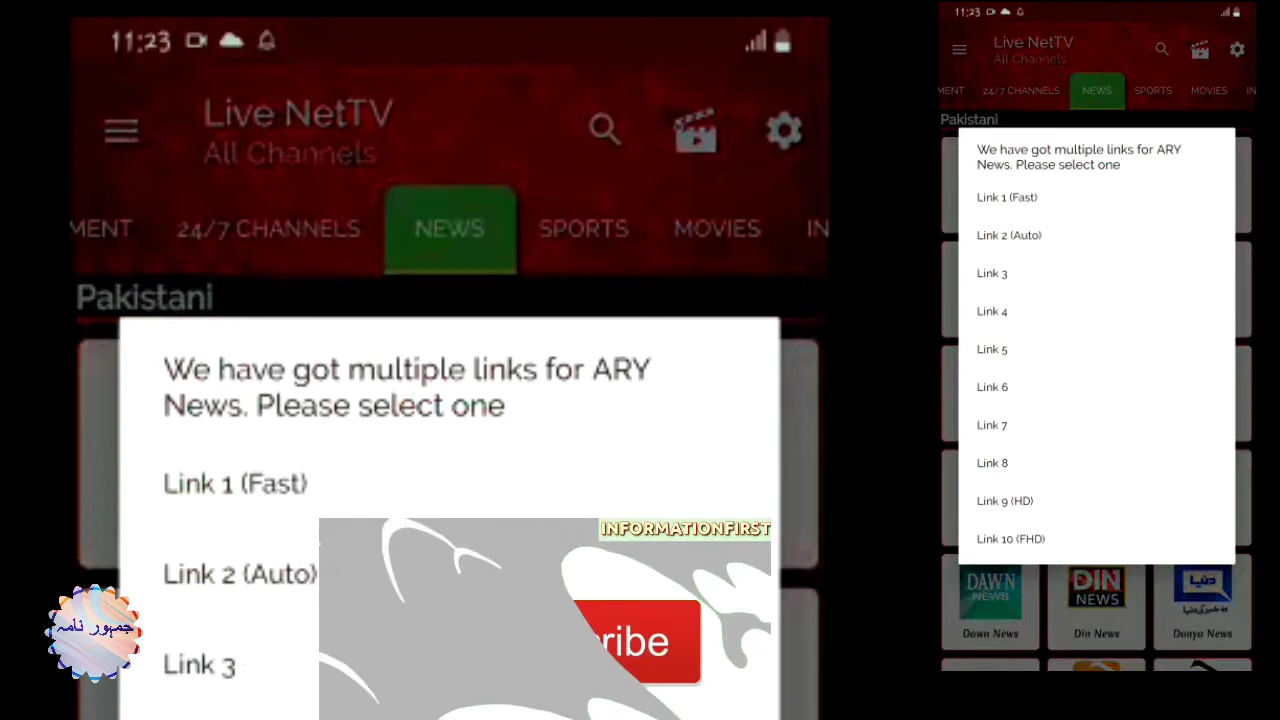 11:23
Live NetTV
All Channels
MENT 24/7 CHANNELS NEWS SPORTS MOVIES IN
Pakistani
We have got multiple links for ARY
News. Please select one
Link 1 (Fast)
Link 2 (Auto)
Link 3
INFORMATIONFIRST
ribe
جمہور نامہ
11:23
Live NetTV
All Channels
MENT 24/7 CHANNELS NEWS SPORTS MOVIES IN
Pakistani
We have got multiple links for ARY
News. Please select one
Link 1 (Fast)
Link 2 (Auto)
Link 3
Link 4
Link 5
Link 6
Link 7
Link 8
Link 9 (HD)
Link 10 (FHD)
DAWN
NEWS
DIN
NEWS
دنیا
Dawn News
Din News
Dunya News